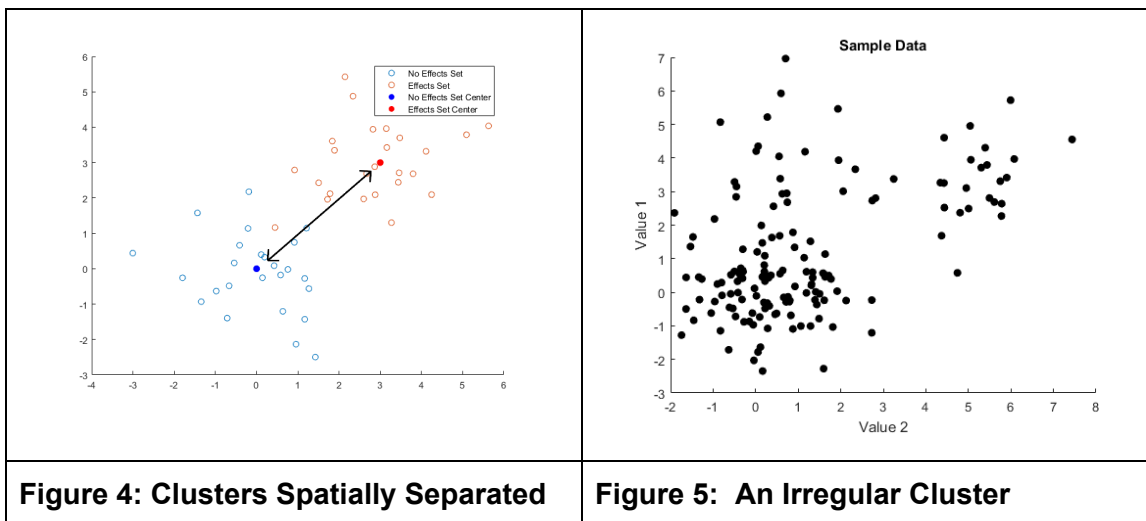 6
5
4
3
2
1
0
-1
-2
-3
-4 -3 -2 -1 0 1 2 3 4 5 6
No Effects Set
Effects Set
No Effects Set Center
Effects Set Center
Figure 4: Clusters Spatially Separated
Sample Data
7
6
5
4
3
2
1
0
-1
-2
-3
Value 1
-2 -1 0 1 2 3 4 5 6 7 8
Value 2
Figure 5: An Irregular Cluster